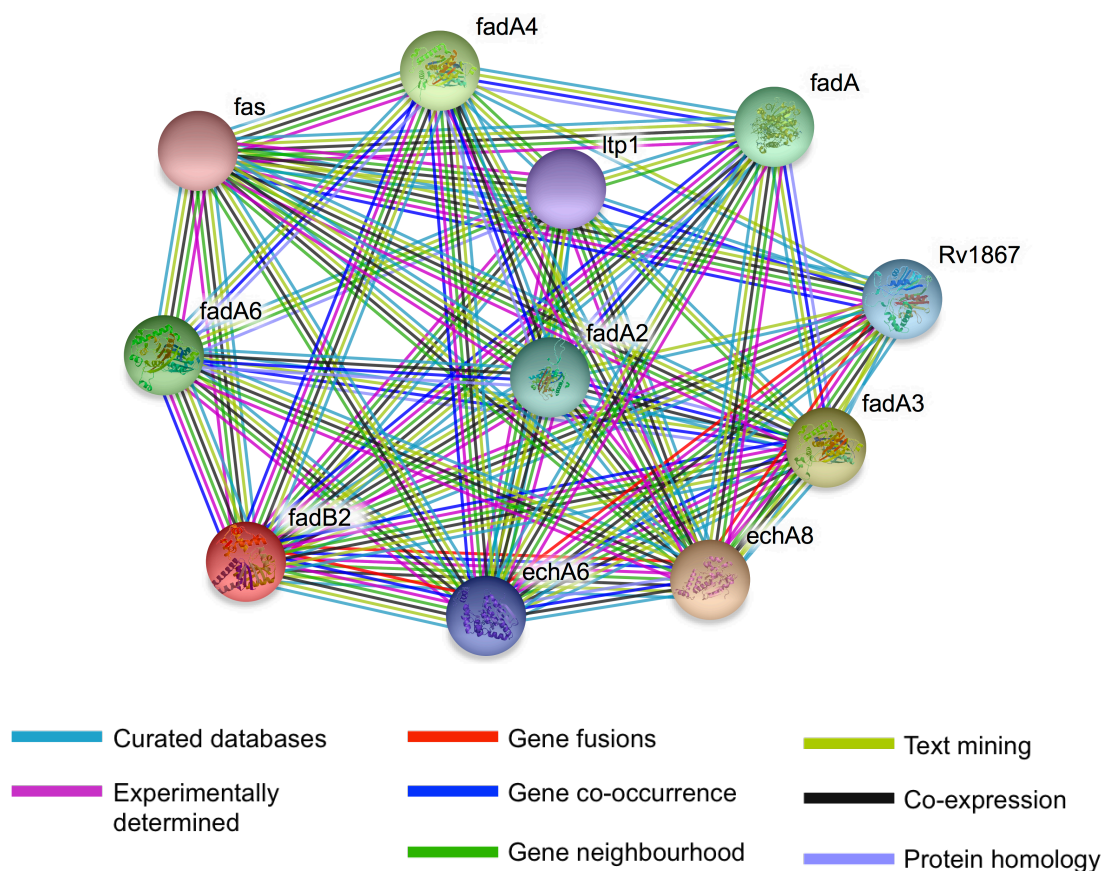 fadA4
fadA
fas
ltp1
Rv1867
fadA6
fadA2
fadA3
fadB2
echA8
echA6
Curated databases
Experimentally
determined
Gene fusions
Gene co-occurrence
Gene neighbourhood
Text mining
Co-expression
Protein homology